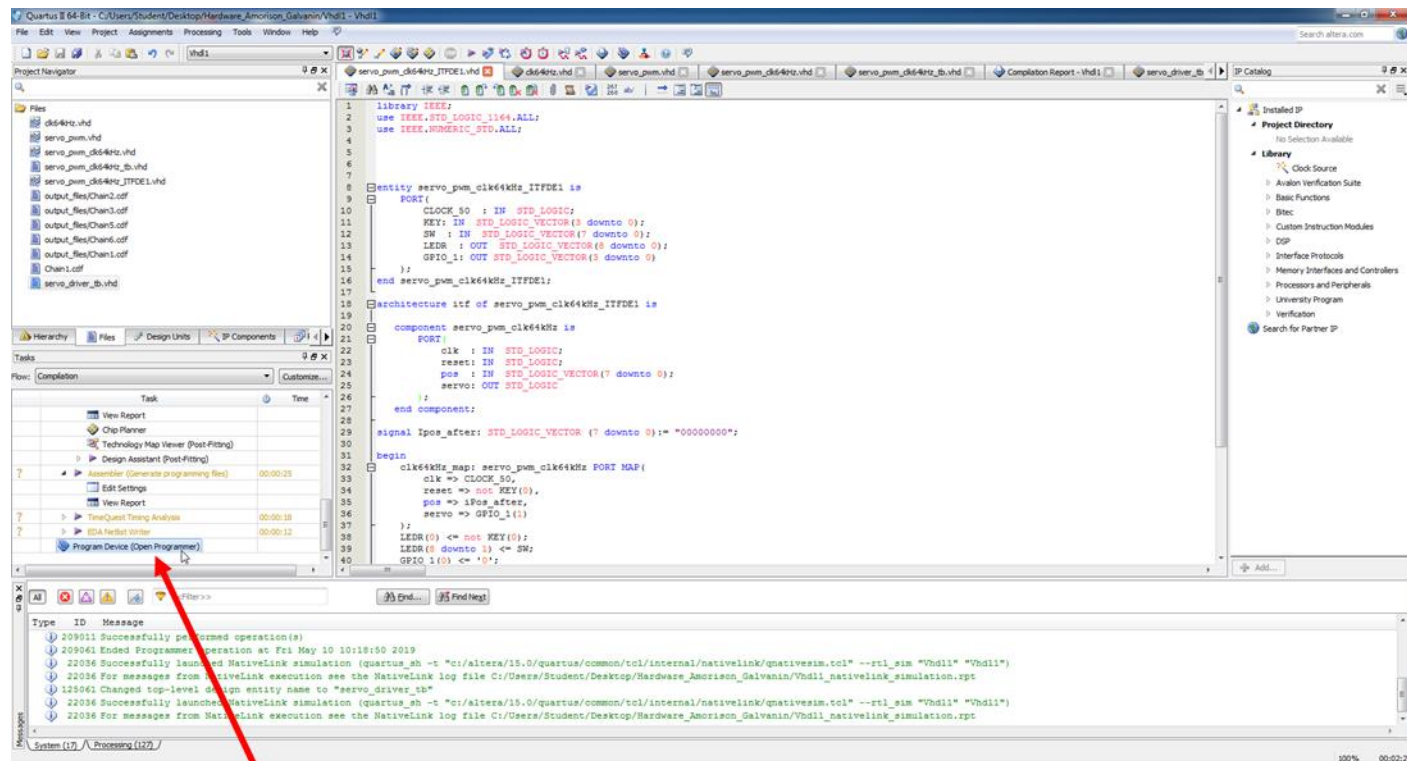 Quartus II 64-Bit - C:/Users/Student/Desktop/Hardware_Amorison_Galvanin/Vhdl1 - Vhdl1
File Edit View Project Assignments Processing Tools Window Help
Search altera.com
Vhdl1
Project Navigator
Files
clk64kHz.vhd
servo_pwm.vhd
servo_pwm_clk64kHz.vhd
servo_pwm_clk64kHz_tb.vhd
servo_pwm_clk64kHz_ITFDE1.vhd
output_files/Chain2.cdf
output_files/Chain3.cdf
output_files/Chain5.cdf
output_files/Chain6.cdf
output_files/Chain1.cdf
Chain1.cdf
servo_driver_tb.vhd
Hierarchy Files Design Units IP Components
Tasks
Flow: Compilation Customize...
Task Time
View Report
Chip Planner
Technology Map Viewer (Post-Fitting)
Design Assistant (Post-Fitting)
? Assembler (Generate programming files) 00:00:25
Edit Settings
View Report
? TimeQuest Timing Analysis 00:00:18
? EDA Netlist Writer 00:00:12
Program Device (Open Programmer)
servo_pwm_clk64kHz_ITFDE1.vhd clk64kHz.vhd servo_pwm.vhd servo_pwm_clk64kHz.vhd servo_pwm_clk64kHz_tb.vhd Compilation Report - Vhdl1 servo_driver_tb
1 library IEEE;
2 use IEEE.STD_LOGIC_1164.ALL;
3 use IEEE.NUMERIC_STD.ALL;
4
5
6
7
8 entity servo_pwm_clk64kHz_ITFDE1 is
9 PORT(
10 CLOCK_50 : IN STD_LOGIC;
11 KEY: IN STD_LOGIC_VECTOR(3 downto 0);
12 SW : IN STD_LOGIC_VECTOR(7 downto 0);
13 LEDR : OUT STD_LOGIC_VECTOR(8 downto 0);
14 GPIO_1: OUT STD_LOGIC_VECTOR(3 downto 0)
15 );
16 end servo_pwm_clk64kHz_ITFDE1;
17
18 architecture itf of servo_pwm_clk64kHz_ITFDE1 is
19
20 component servo_pwm_clk64kHz is
21 PORT(
22 clk : IN STD_LOGIC;
23 reset: IN STD_LOGIC;
24 pos : IN STD_LOGIC_VECTOR(7 downto 0);
25 servo: OUT STD_LOGIC
26 );
27 end component;
28
29 signal Ipos_after: STD_LOGIC_VECTOR (7 downto 0):= "00000000";
30
31 begin
32 clk64kHz_map: servo_pwm_clk64kHz PORT MAP(
33 clk => CLOCK_50,
34 reset => not KEY(0),
35 pos => iPos_after,
36 servo => GPIO_1(1)
37 );
38 LEDR(0) <= not KEY(0);
39 LEDR(8 downto 1) <= SW;
40 GPIO_1(0) <= '0';
IP Catalog
Installed IP
Project Directory
No Selection Available
Library
Clock Source
Avalon Verification Suite
Basic Functions
Bitec
Custom Instruction Modules
DSP
Interface Protocols
Memory Interfaces and Controllers
Processors and Peripherals
University Program
Verification
Search for Partner IP
Add...
All <<Filter>> Find... Find Next
Type ID Message
209011 Successfully performed operation(s)
209061 Ended Programmer operation at Fri May 10 10:18:50 2019
22036 Successfully launched NativeLink simulation (quartus_sh -t "c:/altera/15.0/quartus/common/tcl/internal/nativelink/qnativesim.tcl" --rtl_sim "Vhdl1" "Vhdl1")
22036 For messages from NativeLink execution see the NativeLink log file C:/Users/Student/Desktop/Hardware_Amorison_Galvanin/Vhdl1_nativelink_simulation.rpt
125061 Changed top-level design entity name to "servo_driver_tb"
22036 Successfully launched NativeLink simulation (quartus_sh -t "c:/altera/15.0/quartus/common/tcl/internal/nativelink/qnativesim.tcl" --rtl_sim "Vhdl1" "Vhdl1")
22036 For messages from NativeLink execution see the NativeLink log file C:/Users/Student/Desktop/Hardware_Amorison_Galvanin/Vhdl1_nativelink_simulation.rpt
Messages
System (17) Processing (127)
100% 00:02:2